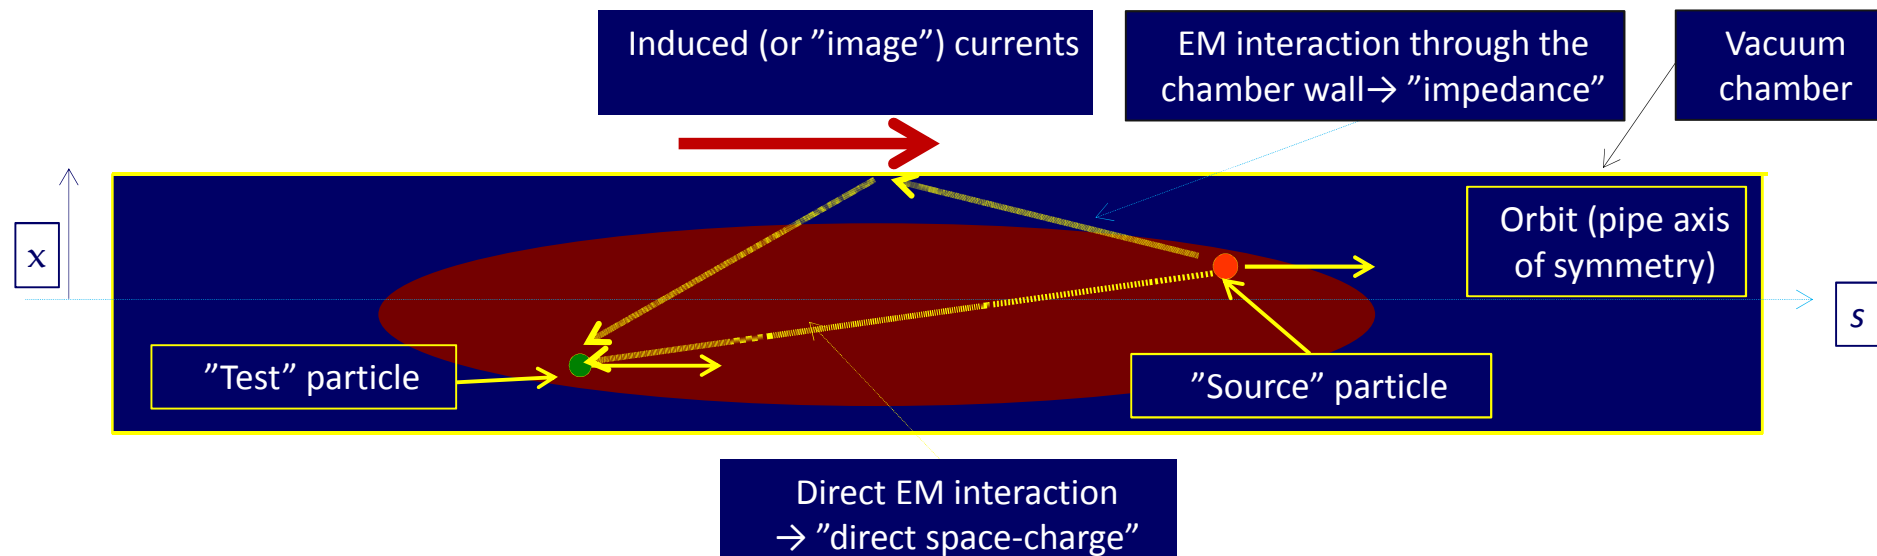 Induced (or ”image”) currents
EM interaction through the
chamber wall→ ”impedance”
Vacuum
chamber
x
Orbit (pipe axis
of symmetry)
s
”Test” particle
”Source” particle
Direct EM interaction
→ ”direct space-charge”